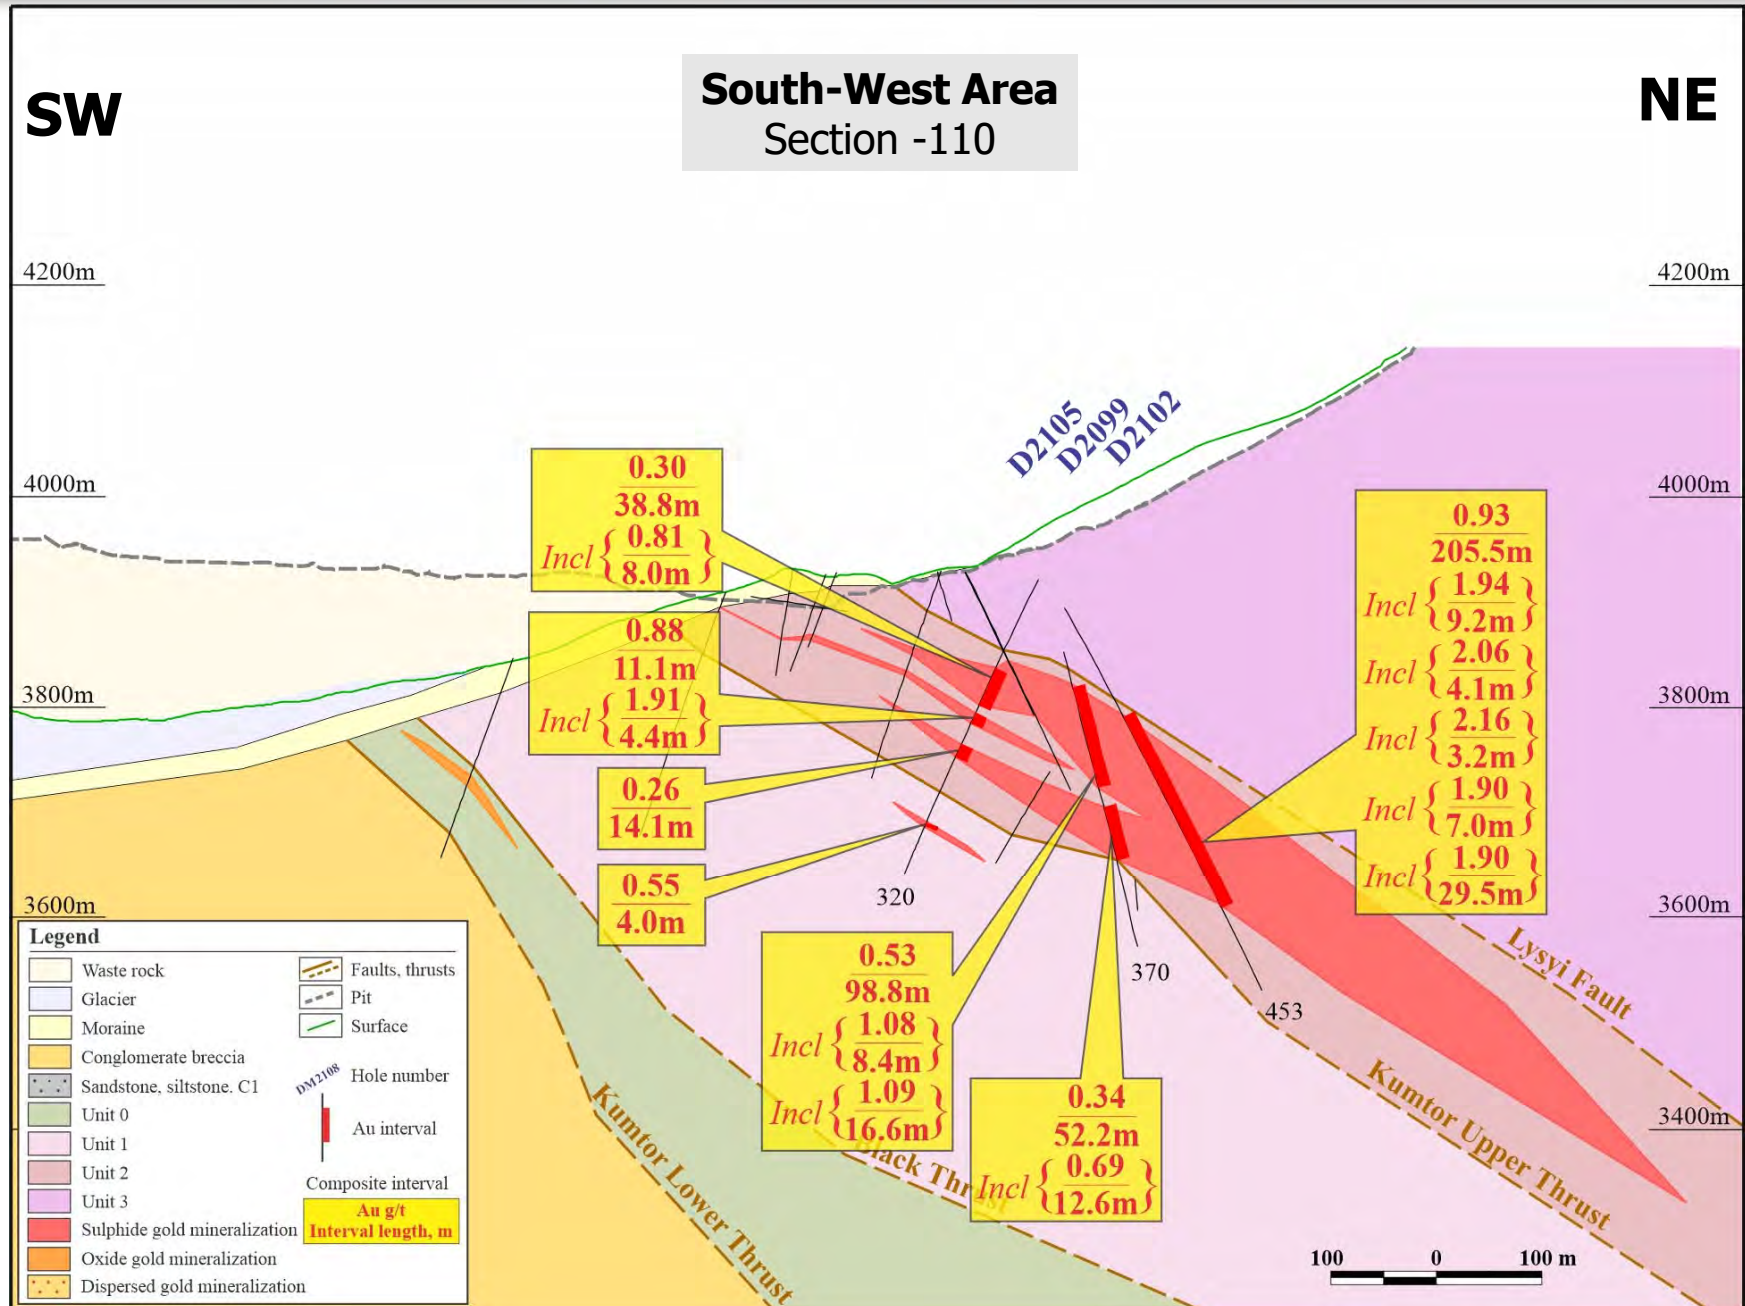 SW
South-West Area
Section -110
NE
4200m
4200m
4000m
4000m
3800m
3800m
3600m
3600m
3400m
D2105
D2099
D2102
0.30
38.8m
Incl { 0.81
8.0m }
0.88
11.1m
Incl { 1.91
4.4m }
0.26
14.1m
0.55
4.0m
0.53
98.8m
Incl { 1.08
8.4m }
Incl { 1.09
16.6m }
0.34
52.2m
Incl { 0.69
12.6m }
0.93
205.5m
Incl { 1.94
9.2m }
Incl { 2.06
4.1m }
Incl { 2.16
3.2m }
Incl { 1.90
7.0m }
Incl { 1.90
29.5m }
320
370
453
Lysyi Fault
Kumtor Upper Thrust
Black Thrust
Kumtor Lower Thrust
Legend
Waste rock
Glacier
Moraine
Conglomerate breccia
Sandstone, siltstone. C1
Unit 0
Unit 1
Unit 2
Unit 3
Sulphide gold mineralization
Oxide gold mineralization
Dispersed gold mineralization
Faults, thrusts
Pit
Surface
DM2108
Hole number
Au interval
Composite interval
Au g/t
Interval length, m
100 0 100 m